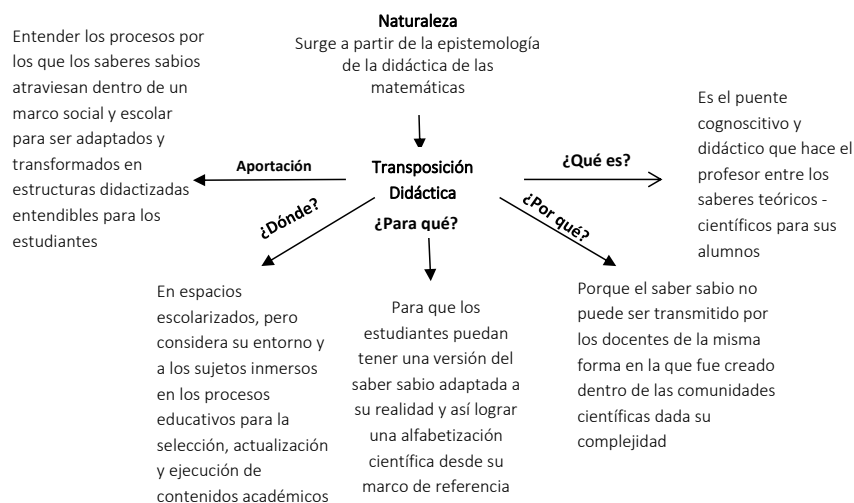 Naturaleza
Surge a partir de la epistemología
de la didáctica de las
matemáticas
Entender los procesos por
los que los saberes sabios
atraviesan dentro de un
marco social y escolar
para ser adaptados y
transformados en
estructuras didactizadas
entendibles para los
estudiantes
Aportación
Transposición
Didáctica
¿Qué es?
Es el puente
cognoscitivo y
didáctico que hace el
profesor entre los
saberes teóricos -
científicos para sus
alumnos
¿Dónde?
¿Para qué?
¿Por qué?
En espacios
escolarizados, pero
considera su entorno y
a los sujetos inmersos
en los procesos
educativos para la
selección, actualización
y ejecución de
contenidos académicos
Para que los
estudiantes puedan
tener una versión del
saber sabio adaptada a
su realidad y así lograr
una alfabetización
científica desde su
marco de referencia
Porque el saber sabio no
puede ser transmitido por
los docentes de la misma
forma en la que fue creado
dentro de las comunidades
científicas dada su
complejidad